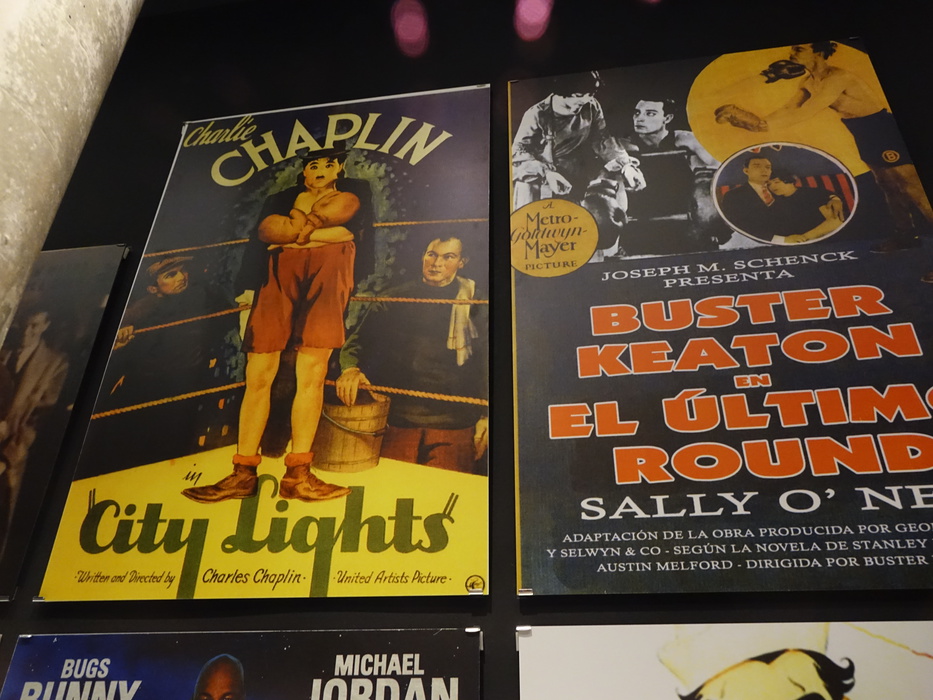 Charlie
CHAPLIN
in
"City Lights"
·Written and Directed by Charles Chaplin· ·United Artists Picture·
A
Metro-
Goldwyn-
Mayer
PICTURE
JOSEPH M. SCHENCK
PRESENTA
BUSTER
KEATON
EN
EL ÚLTIMO
ROUND
SALLY O' NE
ADAPTACIÓN DE LA OBRA PRODUCIDA POR GEO
Y SELWYN & CO - SEGÚN LA NOVELA DE STANLEY
AUSTIN MELFORD - DIRIGIDA POR BUSTER
BUGS
BUNNY
MICHAEL
JORDAN